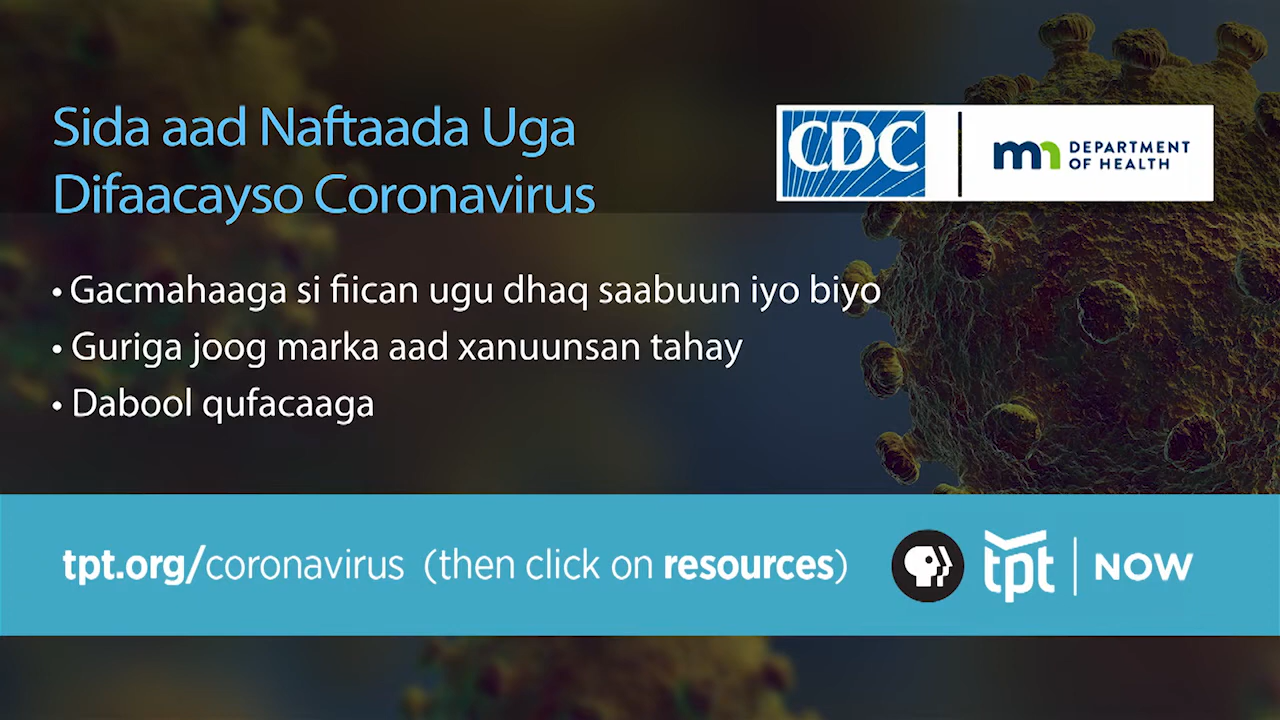 Sida aad Naftaada Uga
Difaacayso Coronavirus
CDC
mn DEPARTMENT
OF HEALTH
• Gacmahaaga si fiican ugu dhaq saabuun iyo biyo
• Guriga joog marka aad xanuunsan tahay
• Dabool qufacaaga
tpt.org/coronavirus (then click on resources)
tpt | NOW